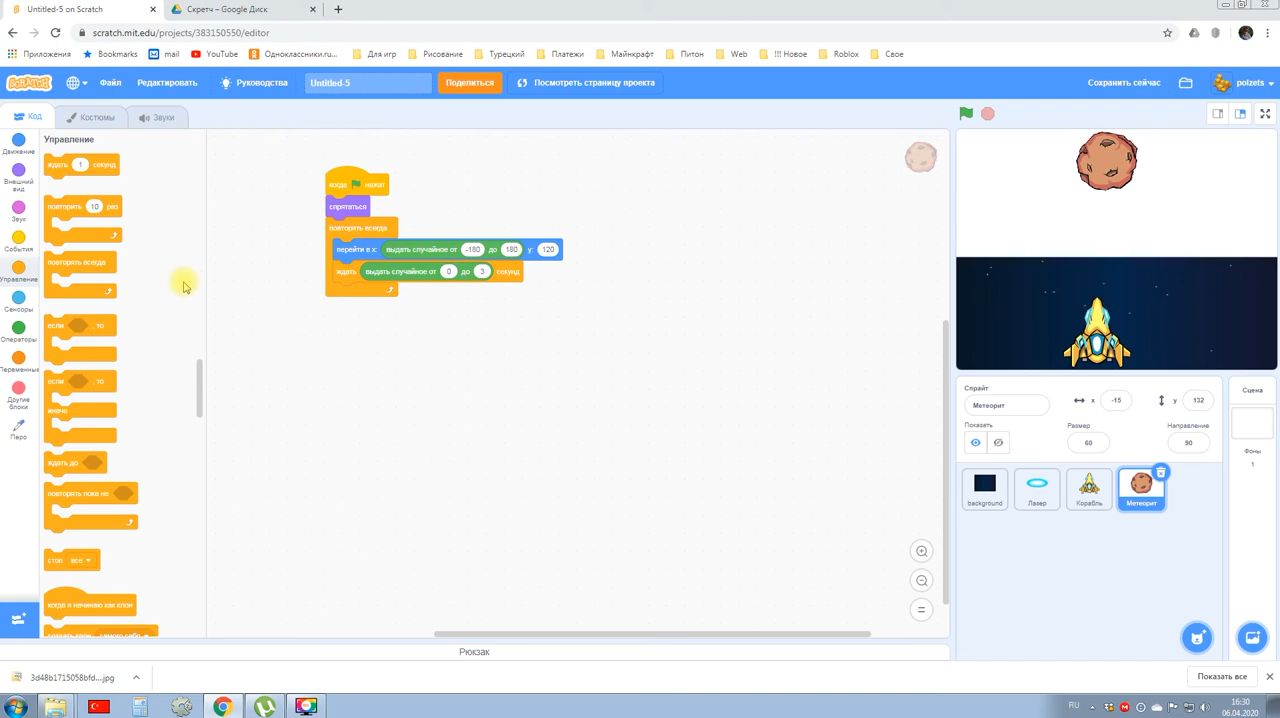 Untitled-5 on Scratch
Скретч – Google Диск
scratch.mit.edu/projects/383150550/editor
Приложения Bookmarks mail YouTube Одноклассники.ru... Для игр Рисование Турецкий Платежи Майнкрафт Питон Web !!! Новое Roblox Свое
SCRATCH Файл Редактировать Руководства Untitled-5 Поделиться Посмотреть страницу проекта Сохранить сейчас polzets
Код Костюмы Звуки
Движение
Внешний вид
Звук
События
Управление
Сенсоры
Операторы
Переменные
Другие блоки
Перо
Управление
ждать 1 секунд
повторить 10 раз
повторять всегда
если , то
если , то
иначе
ждать до
повторять пока не
стоп все
когда я начинаю как клон
создать клон самого себя
когда нажат
спрятаться
повторять всегда
перейти в x: выдать случайное от -180 до 180 y: 120
ждать выдать случайное от 0 до 3 секунд
Спрайт
Метеорит
x -15
y 132
Показать
Размер
60
Направление
90
background
Лазер
Корабль
Метеорит
Сцена
Фоны
1
Рюкзак
3d48b1715058bfd....jpg
Показать все
RU
16:30
06.04.2020